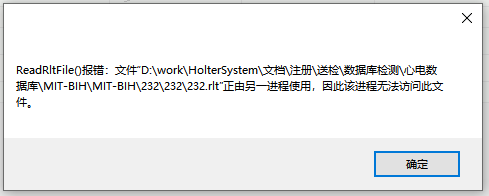 ReadRltFile()报错：文件“D:\work\HolterSystem\文档\注册\送检\数据库检测\心电数
据库\MIT-BIH\MIT-BIH\232\232\232.rlt”正由另一进程使用，因此该进程无法访问此文
件。
确定